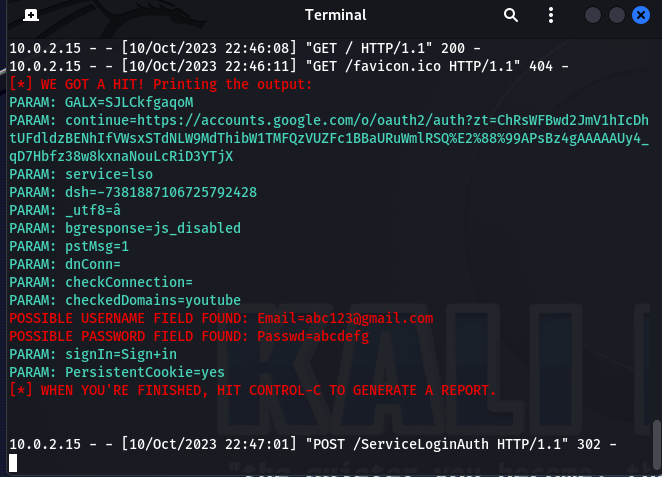 Terminal
10.0.2.15 - - [10/Oct/2023 22:46:08] "GET / HTTP/1.1" 200 -
10.0.2.15 - - [10/Oct/2023 22:46:11] "GET /favicon.ico HTTP/1.1" 404 -
[*] WE GOT A HIT! Printing the output:
PARAM: GALX=SJLCkfgaqoM
PARAM: continue=https://accounts.google.com/o/oauth2/auth?zt=ChRsWFBwd2JmV1hIcDh
tUFdldzBENhIfVWsxSTdNLW9MdThibW1TMFQzVUZFc1BBaURuWmlRSQ%E2%88%99APsBz4gAAAAAUy4_
qD7Hbfz38w8kxnaNouLcRiD3YTjX
PARAM: service=lso
PARAM: dsh=-7381887106725792428
PARAM: _utf8=â
PARAM: bgresponse=js_disabled
PARAM: pstMsg=1
PARAM: dnConn=
PARAM: checkConnection=
PARAM: checkedDomains=youtube
POSSIBLE USERNAME FIELD FOUND: Email=abc123@gmail.com
POSSIBLE PASSWORD FIELD FOUND: Passwd=abcdefg
PARAM: signIn=Sign+in
PARAM: PersistentCookie=yes
[*] WHEN YOU'RE FINISHED, HIT CONTROL-C TO GENERATE A REPORT.
10.0.2.15 - - [10/Oct/2023 22:47:01] "POST /ServiceLoginAuth HTTP/1.1" 302 -
KALI